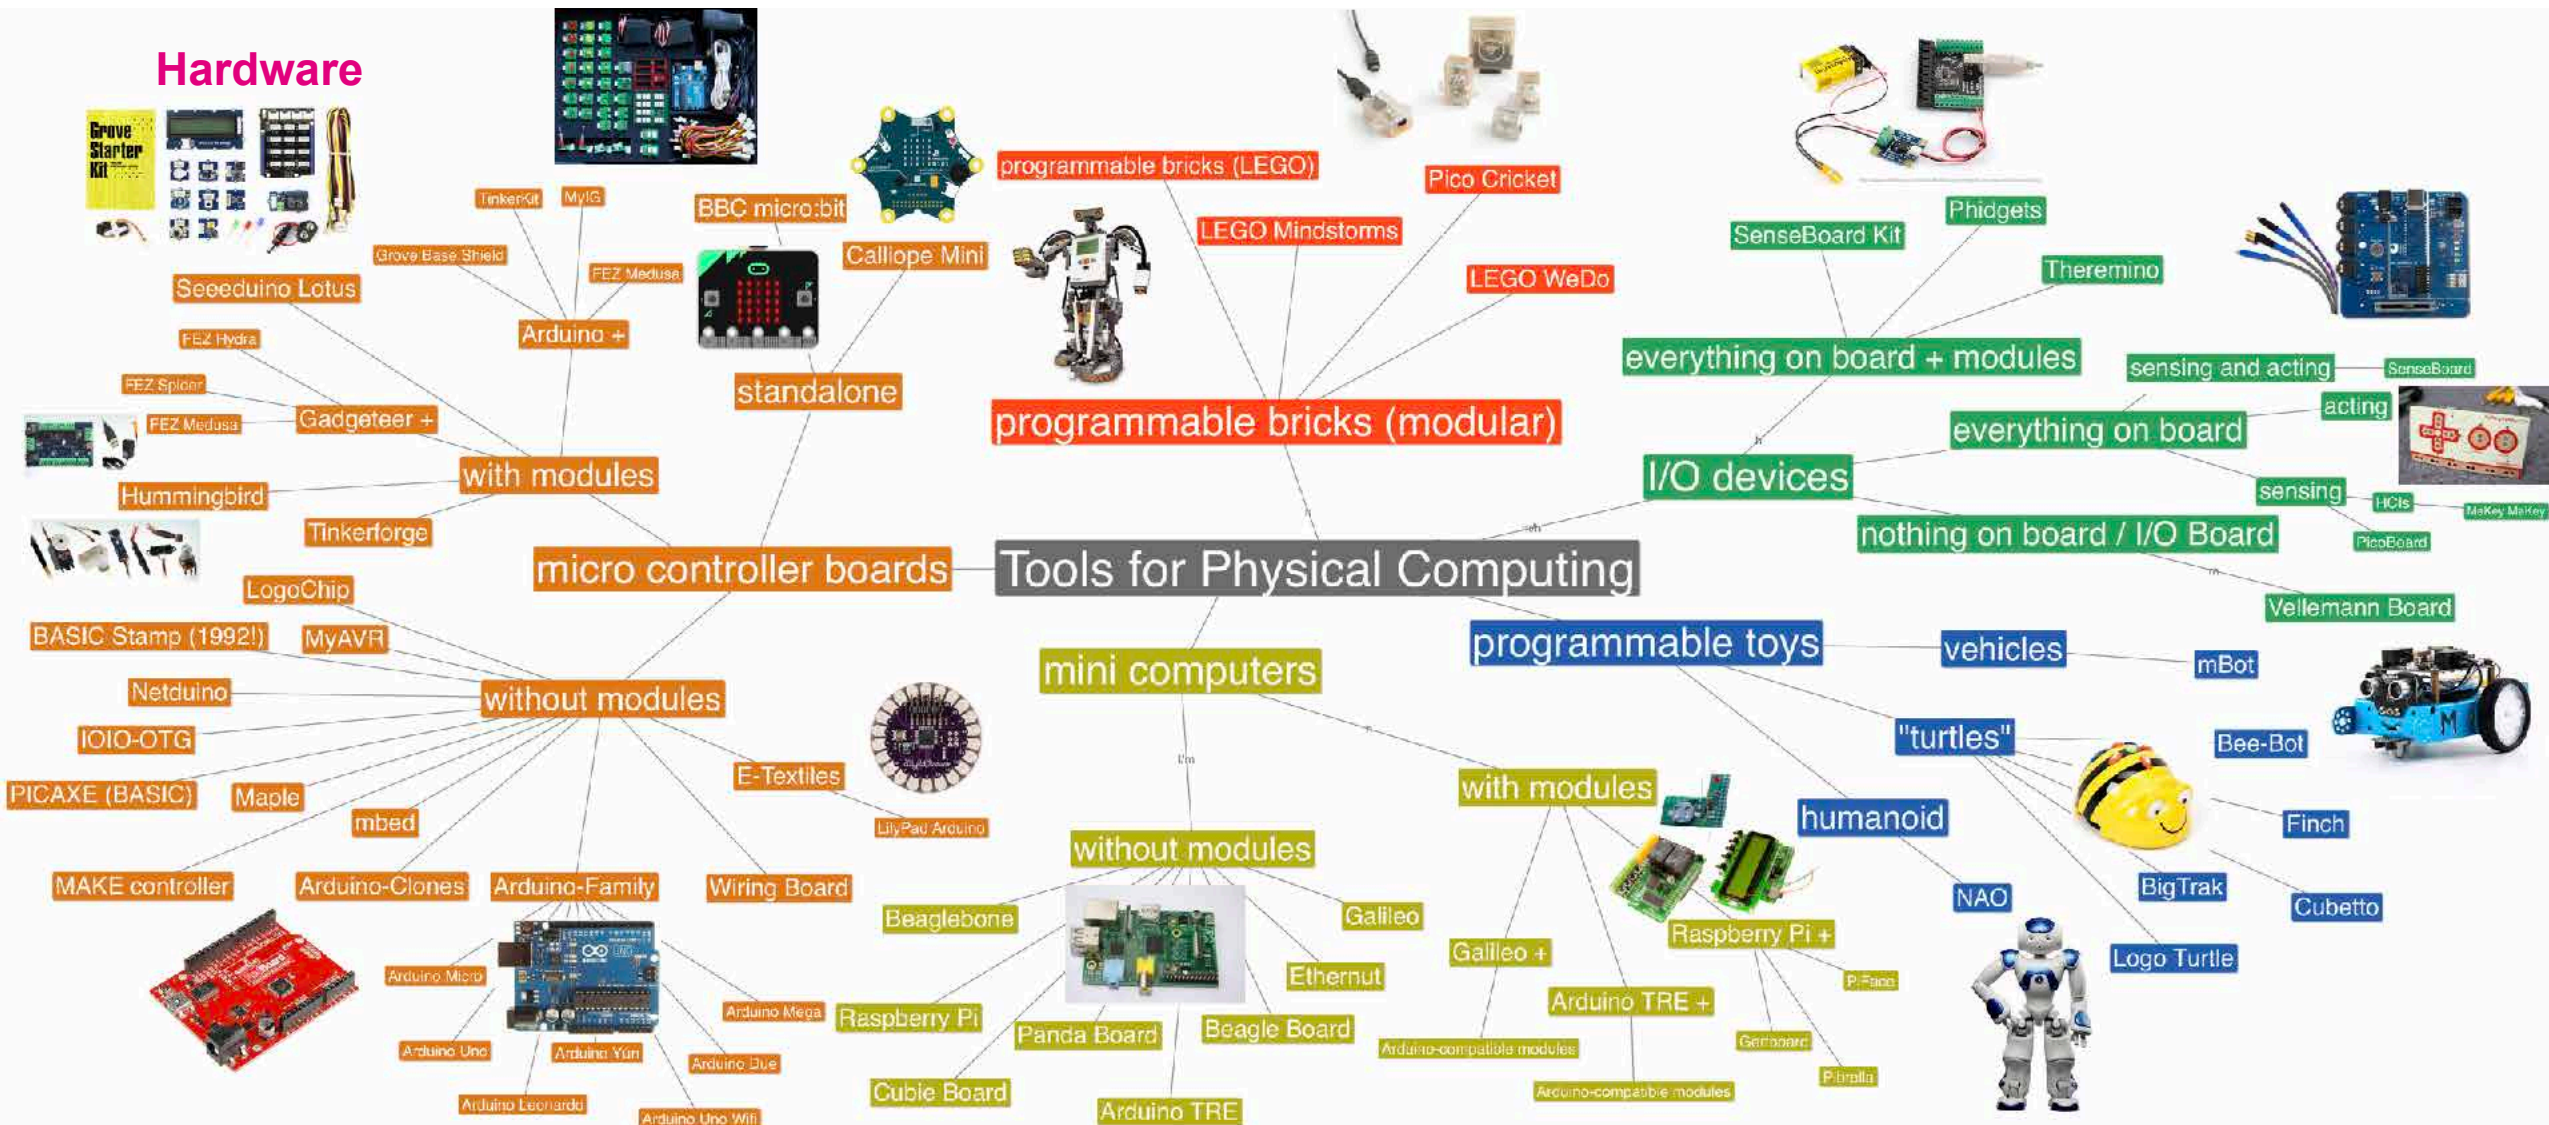 Hardware
Grove
Starter
Kit
TinkerKit
MyIG
Grove Base Shield
FEZ Medusa
Arduino +
Seeeduino Lotus
FEZ Hydra
FEZ Spider
FEZ Medusa
Gadgeteer +
with modules
Hummingbird
Tinkerforge
BBC micro:bit
Calliope Mini
standalone
micro controller boards
programmable bricks (LEGO)
Pico Cricket
LEGO Mindstorms
LEGO WeDo
programmable bricks (modular)
Phidgets
SenseBoard Kit
Theremino
everything on board + modules
h
sensing and acting
SenseBoard
acting
everything on board
I/O devices
sensing
HCIs
MaKey MaKey
PicoBoard
nothing on board / I/O Board
m
Vellemann Board
Tools for Physical Computing
LogoChip
BASIC Stamp (1992!)
MyAVR
Netduino
without modules
IOIO-OTG
PICAXE (BASIC)
Maple
mbed
E-Textiles
LilyPad Arduino
MAKE controller
Arduino-Clones
Arduino-Family
Wiring Board
UNO
Arduino Micro
Arduino Mega
Arduino Uno
Arduino Yún
Arduino Due
Arduino Leonardo
Arduino Uno Wifi
mini computers
l/m
without modules
Beaglebone
Galileo
Ethernut
Raspberry Pi
Panda Board
Beagle Board
Cubie Board
Arduino TRE
with modules
Galileo +
Raspberry Pi +
PiFace
Arduino TRE +
Gertboard
Arduino-compatible modules
Pibrella
Arduino-compatible modules
programmable toys
vehicles
mBot
M
"turtles"
Bee-Bot
Finch
humanoid
NAO
BigTrak
Cubetto
Logo Turtle